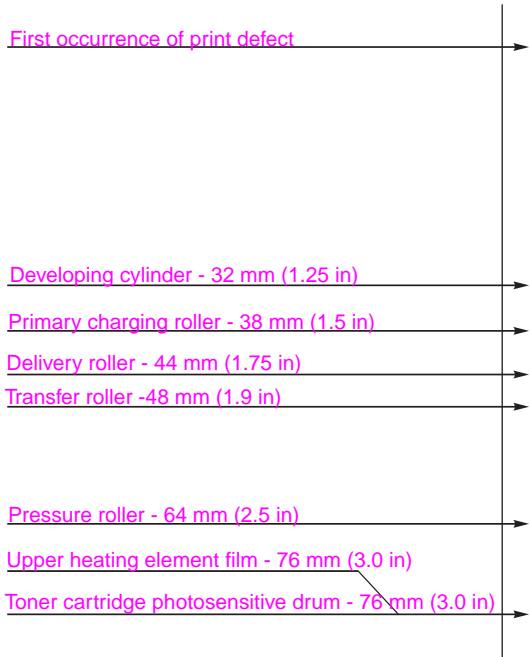 First occurrence of print defect
Developing cylinder - 32 mm (1.25 in)
Primary charging roller - 38 mm (1.5 in)
Delivery roller - 44 mm (1.75 in)
Transfer roller -48 mm (1.9 in)
Pressure roller - 64 mm (2.5 in)
Upper heating element film - 76 mm (3.0 in)
Toner cartridge photosensitive drum - 76 mm (3.0 in)